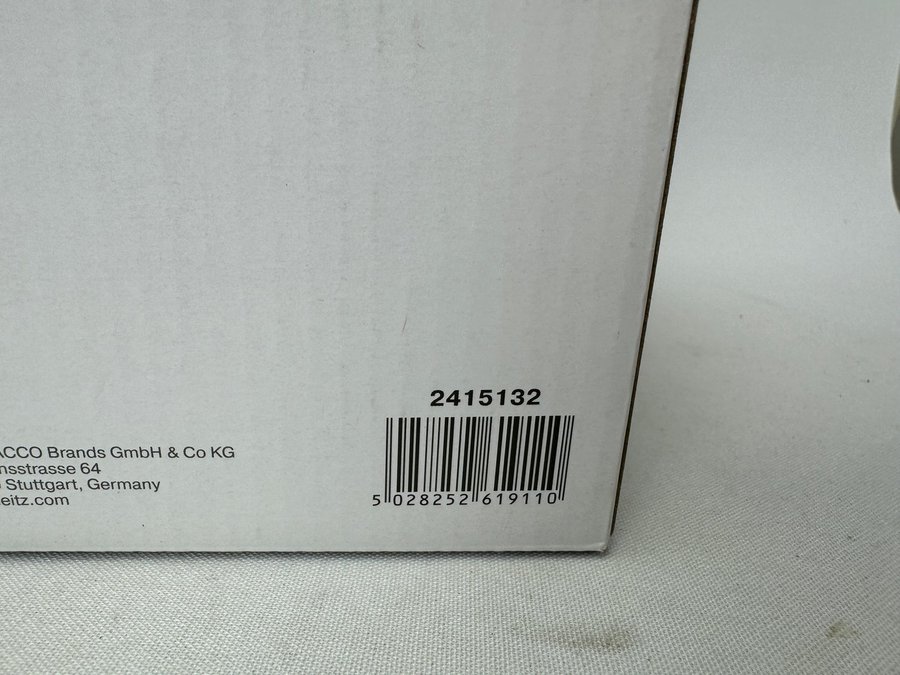 ACCO Brands GmbH & Co KG
nsstrasse 64
Stuttgart, Germany
eitz.com
2415132
5 028252 619110